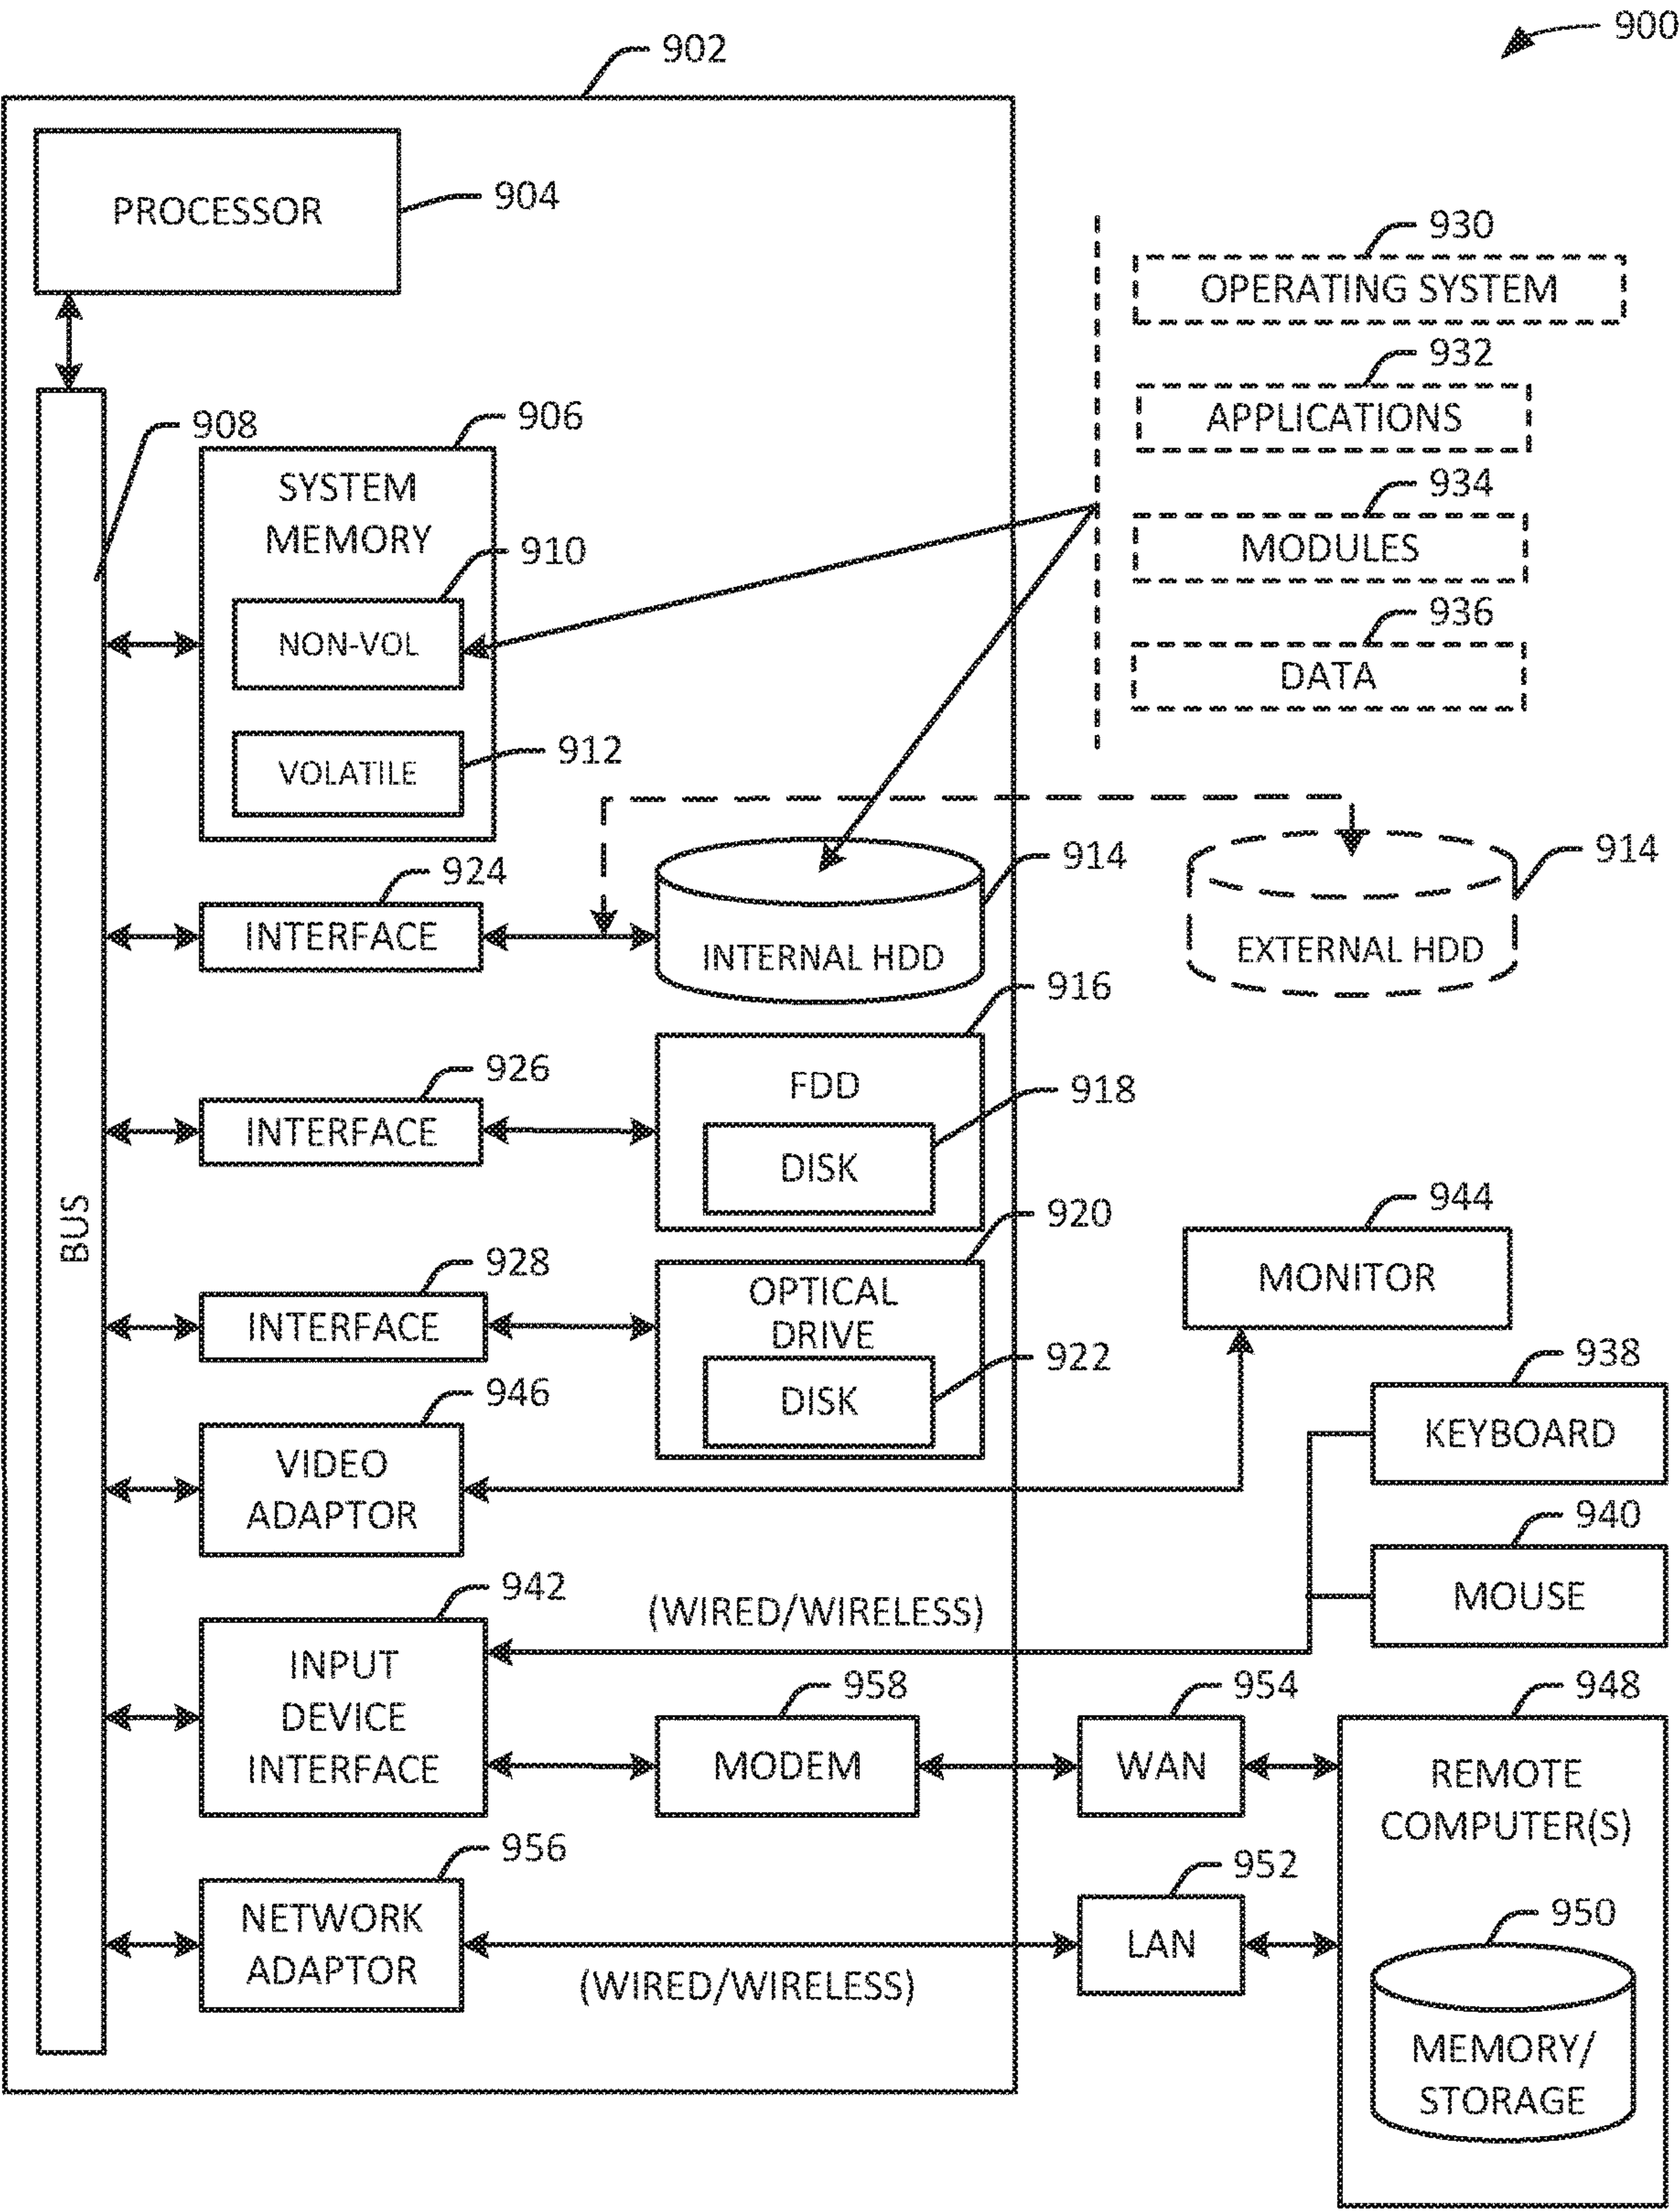 900
902
PROCESSOR
904
930
OPERATING SYSTEM
932
APPLICATIONS
934
MODULES
936
DATA
908
906
SYSTEM
MEMORY
910
NON-VOL
912
VOLATILE
924
INTERFACE
914
INTERNAL HDD
914
EXTERNAL HDD
916
FDD
918
DISK
926
INTERFACE
BUS
920
OPTICAL
DRIVE
922
DISK
928
INTERFACE
944
MONITOR
946
VIDEO
ADAPTOR
938
KEYBOARD
940
MOUSE
942
INPUT
DEVICE
INTERFACE
(WIRED/WIRELESS)
958
MODEM
954
WAN
948
REMOTE
COMPUTER(S)
956
NETWORK
ADAPTOR
(WIRED/WIRELESS)
952
LAN
950
MEMORY/
STORAGE